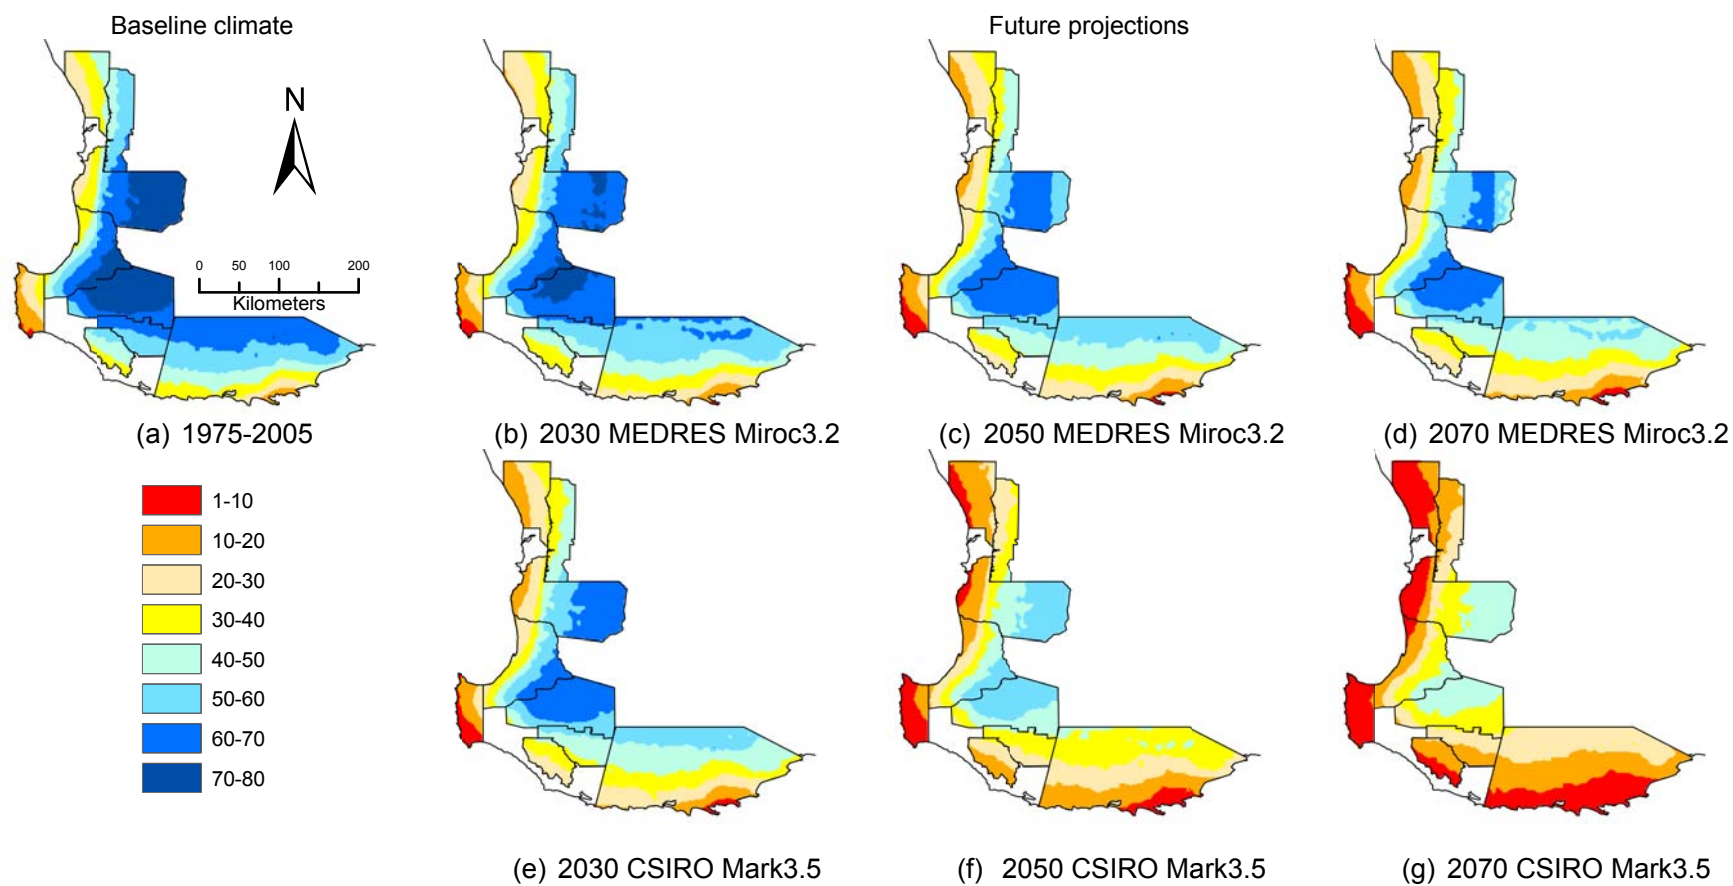 Baseline climate
Future projections
N
0 50 100 200
Kilometers
(a) 1975-2005
(b) 2030 MEDRES Miroc3.2
(c) 2050 MEDRES Miroc3.2
(d) 2070 MEDRES Miroc3.2
1-10
10-20
20-30
30-40
40-50
50-60
60-70
70-80
(e) 2030 CSIRO Mark3.5
(f) 2050 CSIRO Mark3.5
(g) 2070 CSIRO Mark3.5